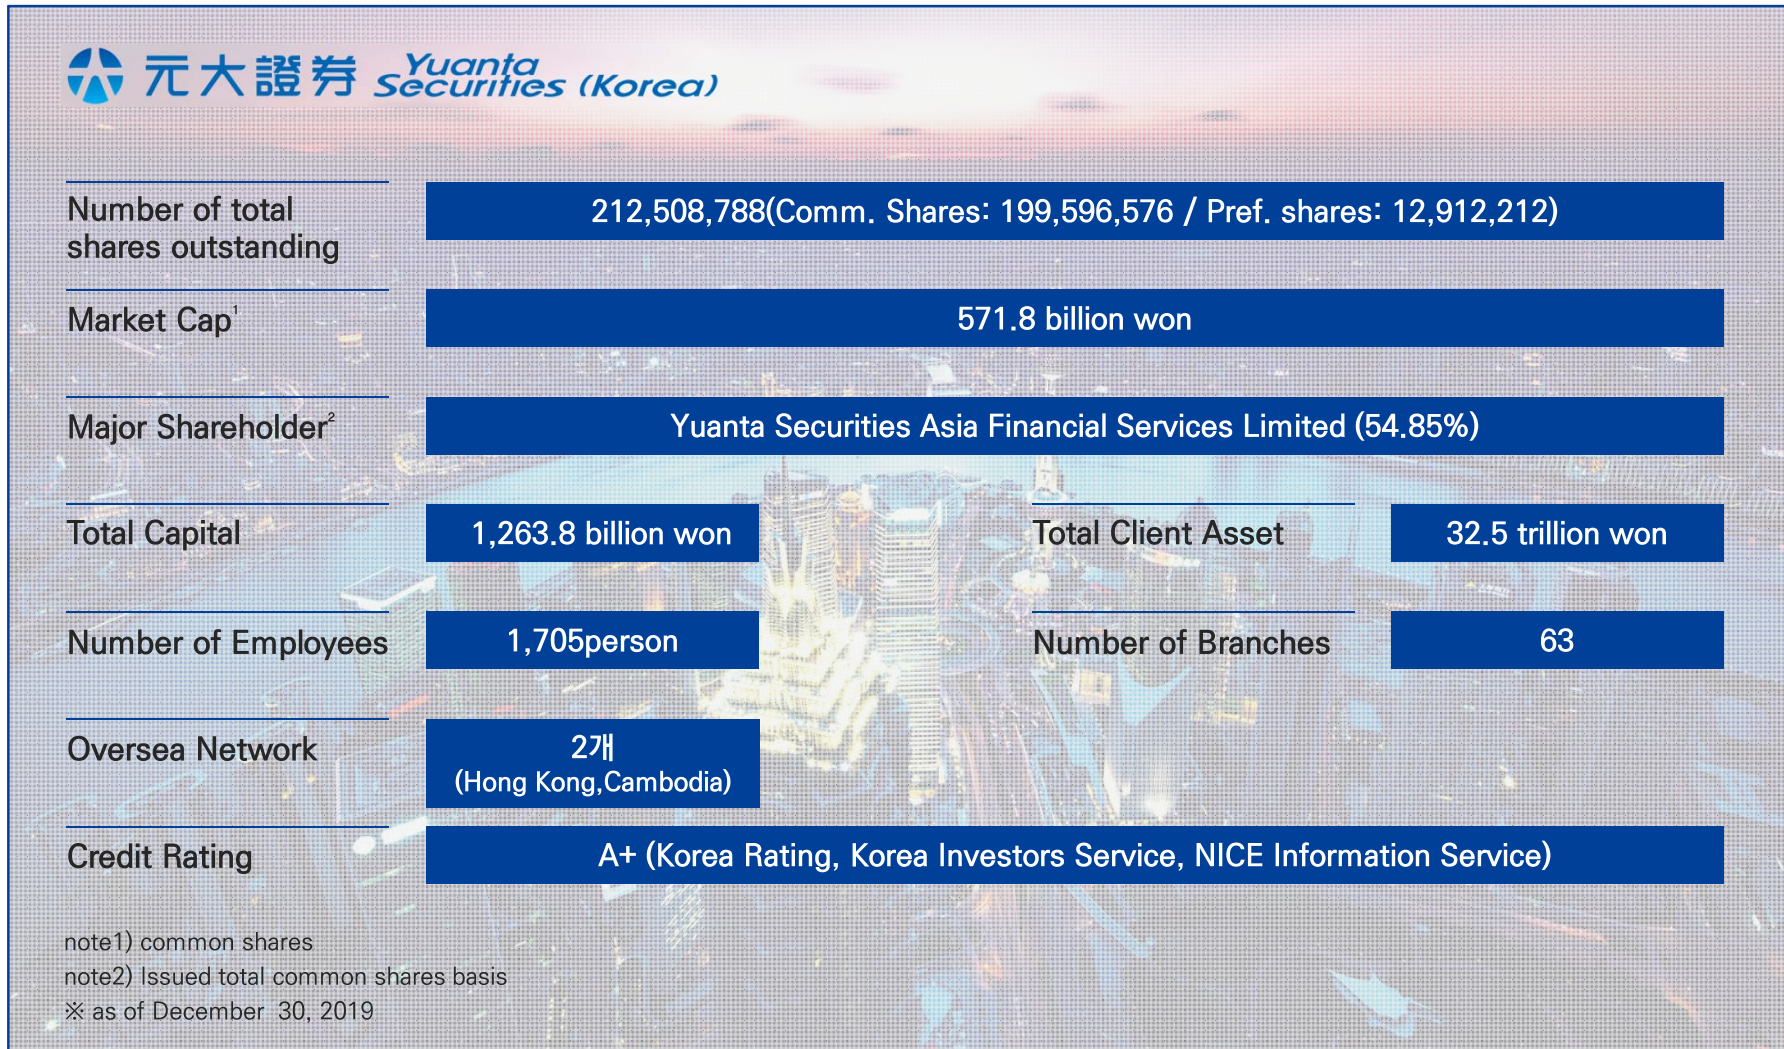 元大證券 Yuanta Securities (Korea)
Number of total
shares outstanding
212,508,788(Comm. Shares: 199,596,576 / Pref. shares: 12,912,212)
Market Cap1
571.8 billion won
Major Shareholder2
Yuanta Securities Asia Financial Services Limited (54.85%)
Total Capital
1,263.8 billion won
Total Client Asset
32.5 trillion won
Number of Employees
1,705person
Number of Branches
63
Oversea Network
2개
(Hong Kong,Cambodia)
Credit Rating
A+ (Korea Rating, Korea Investors Service, NICE Information Service)
note1) common shares
note2) Issued total common shares basis
※ as of December 30, 2019